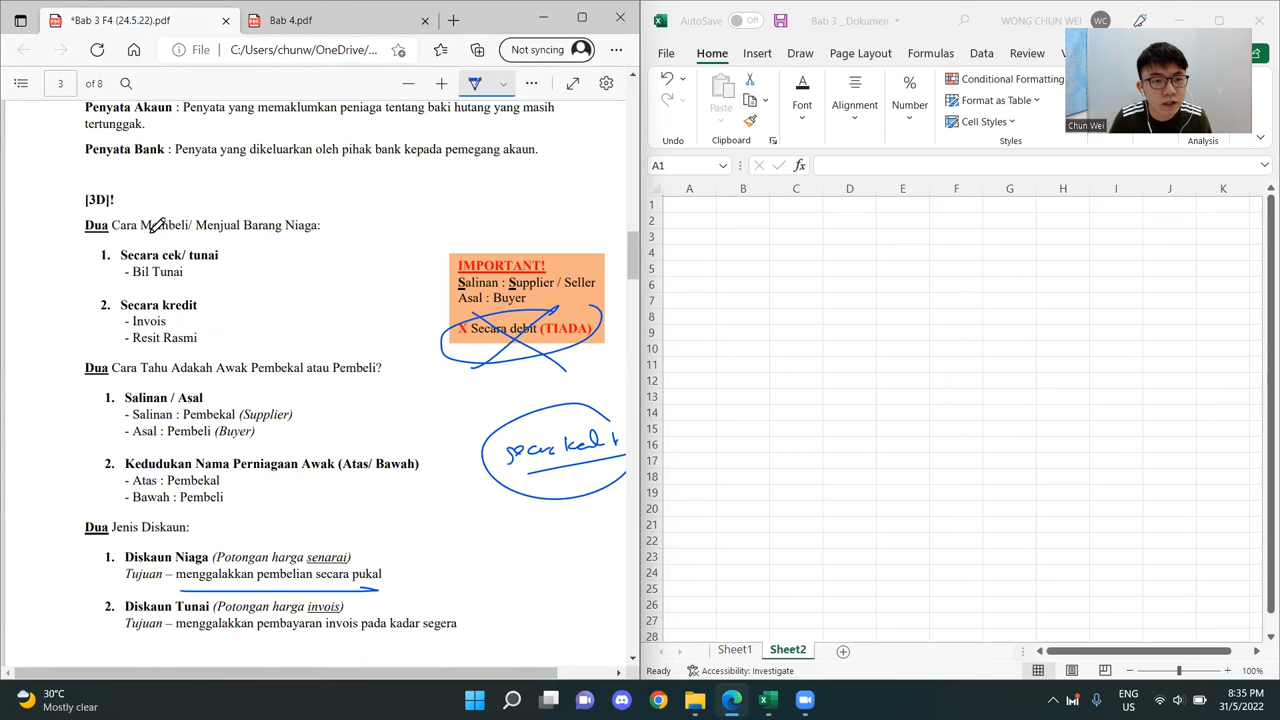 *Bab 3 F4 (24.5.22).pdf
Bab 4.pdf
File
C:/Users/chunw/OneDrive/...
Not syncing
3
of 8
Penyata Akaun : Penyata yang memaklumkan peniaga tentang baki hutang yang masih
tertunggak.
Penyata Bank : Penyata yang dikeluarkan oleh pihak bank kepada pemegang akaun.
|3D|!
Dua Cara Membeli/ Menjual Barang Niaga:
1. Secara cek/ tunai
- Bil Tunai
2. Secara kredit
- Invois
- Resit Rasmi
IMPORTANT!
Salinan : Supplier / Seller
Asal : Buyer
X Secara debit (TIADA)
Dua Cara Tahu Adakah Awak Pembekal atau Pembeli?
1. Salinan / Asal
- Salinan : Pembekal (Supplier)
- Asal : Pembeli (Buyer)
secara
2. Kedudukan Nama Perniagaan Awak (Atas/ Bawah)
- Atas : Pembekal
- Bawah : Pembeli
Dua Jenis Diskaun:
1. Diskaun Niaga (Potongan harga senarai)
Tujuan – menggalakkan pembelian secara pukal
2. Diskaun Tunai (Potongan harga invois)
Tujuan – menggalakkan pembayaran invois pada kadar segera
AutoSave
Off
Bab 3 _ Dokumen
WONG CHUN WEI
WC
File
Home
Insert
Draw
Page Layout
Formulas
Data
Review
Undo
Paste
Clipboard
Font
Alignment
Number
Conditional Formatting
Format as Table
Cell Styles
Styles
Analysis
Chun Wei
A1
A B C D E F G H I J K
1
2
3
4
5
6
7
8
9
10
11
12
13
14
15
16
17
18
19
20
21
22
23
24
25
26
27
28
Sheet1
Sheet2
Ready
Accessibility: Investigate
100%
30°C
Mostly clear
ENG
US
8:35 PM
31/5/2022